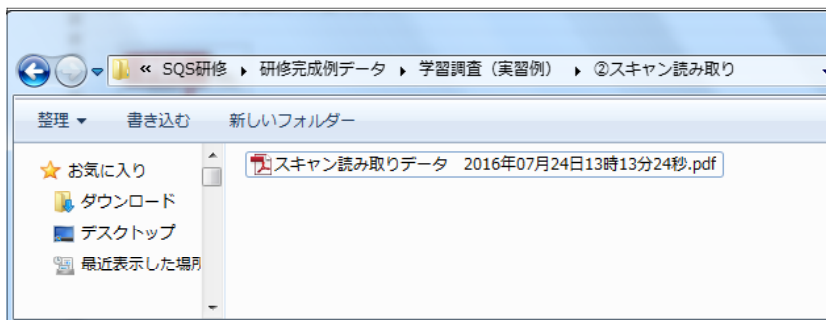 « SQS研修 ▶ 研修完成例データ ▶ 学習調査（実習例） ▶ ②スキャン読み取り
整理 ▼ 書き込む 新しいフォルダー
お気に入り
ダウンロード
デスクトップ
最近表示した場所
スキャン読み取りデータ　2016年07月24日13時13分24秒.pdf